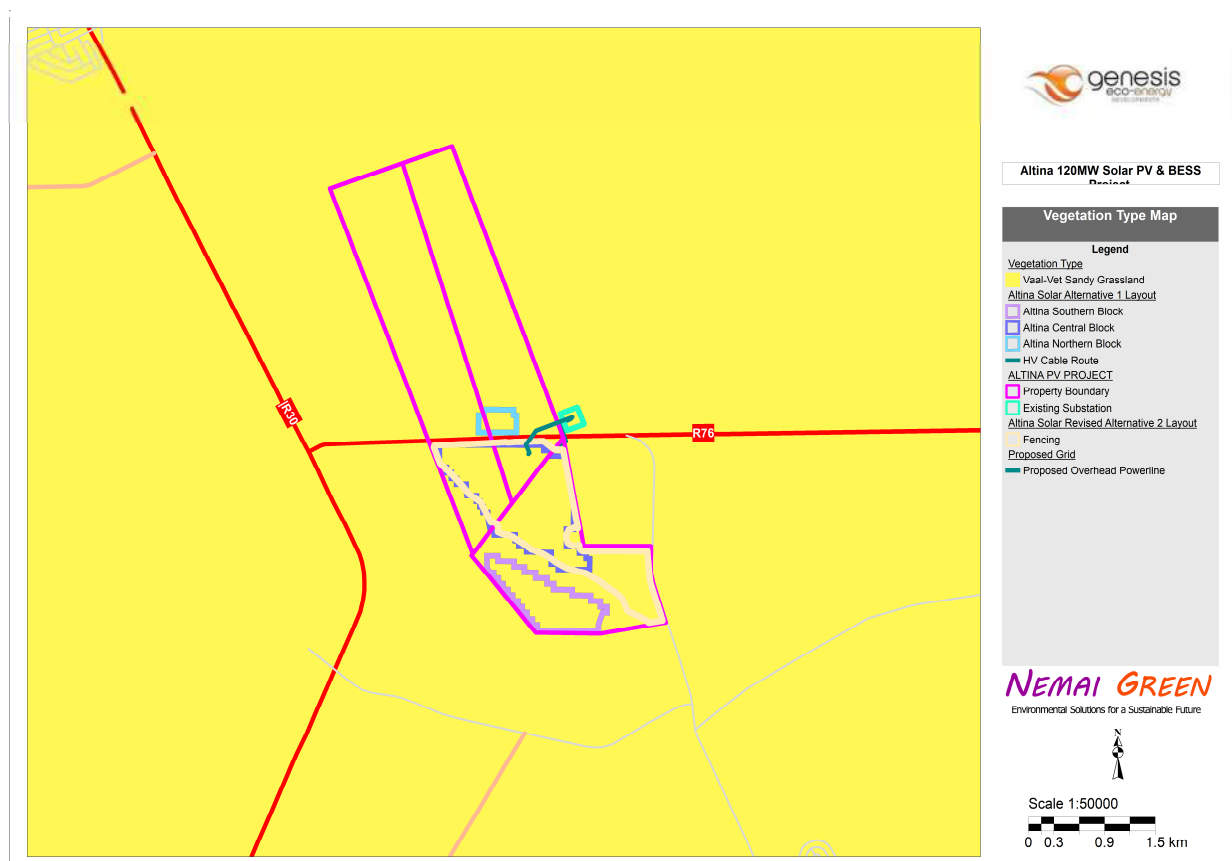 genesis
eco-energy
DEVELOPMENTS
Altina 120MW Solar PV & BESS
Project
Vegetation Type Map
Legend
Vegetation Type
Vaal-Vet Sandy Grassland
Altina Solar Alternative 1 Layout
Altina Southern Block
Altina Central Block
Altina Northern Block
HV Cable Route
ALTINA PV PROJECT
Property Boundary
Existing Substation
Altina Solar Revised Alternative 2 Layout
Fencing
Proposed Grid
Proposed Overhead Powerline
R30
R76
NEMAI GREEN
Environmental Solutions for a Sustainable Future
N
Scale 1:50000
0 0.3 0.9 1.5 km